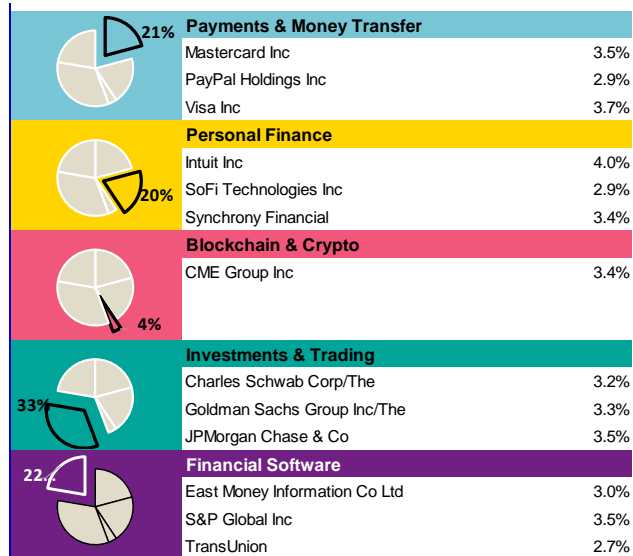 21%
Payments & Money Transfer
Mastercard Inc 3.5%
PayPal Holdings Inc 2.9%
Visa Inc 3.7%
20%
Personal Finance
Intuit Inc 4.0%
SoFi Technologies Inc 2.9%
Synchrony Financial 3.4%
4%
Blockchain & Crypto
CME Group Inc 3.4%
33%
Investments & Trading
Charles Schwab Corp/The 3.2%
Goldman Sachs Group Inc/The 3.3%
JPMorgan Chase & Co 3.5%
22...
Financial Software
East Money Information Co Ltd 3.0%
S&P Global Inc 3.5%
TransUnion 2.7%